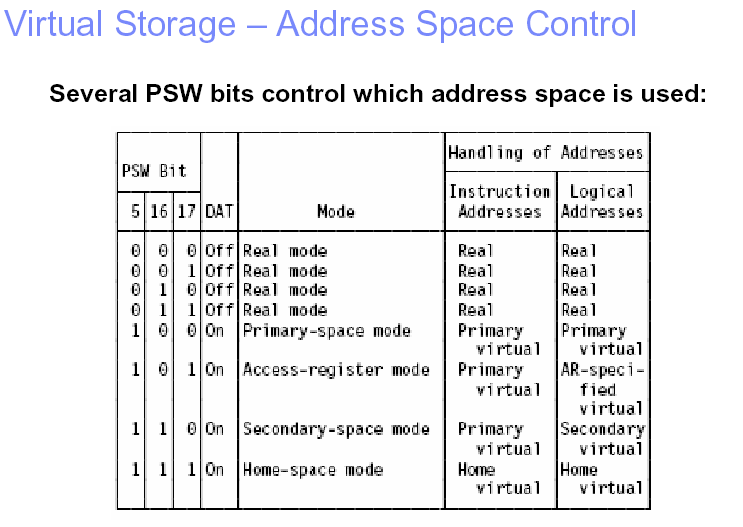 Virtual Storage – Address Space Control
Several PSW bits control which address space is used:
Handling of Addresses
PSW Bit
Instruction Logical
5 16 17 DAT Mode Addresses Addresses
0 0 0 Off Real mode Real Real
0 0 1 Off Real mode Real Real
0 1 0 Off Real mode Real Real
0 1 1 Off Real mode Real Real
1 0 0 On Primary-space mode Primary Primary
virtual virtual
1 0 1 On Access-register mode Primary AR-speci-
virtual fied
virtual
1 1 0 On Secondary-space mode Primary Secondary
virtual virtual
1 1 1 On Home-space mode Home Home
virtual virtual